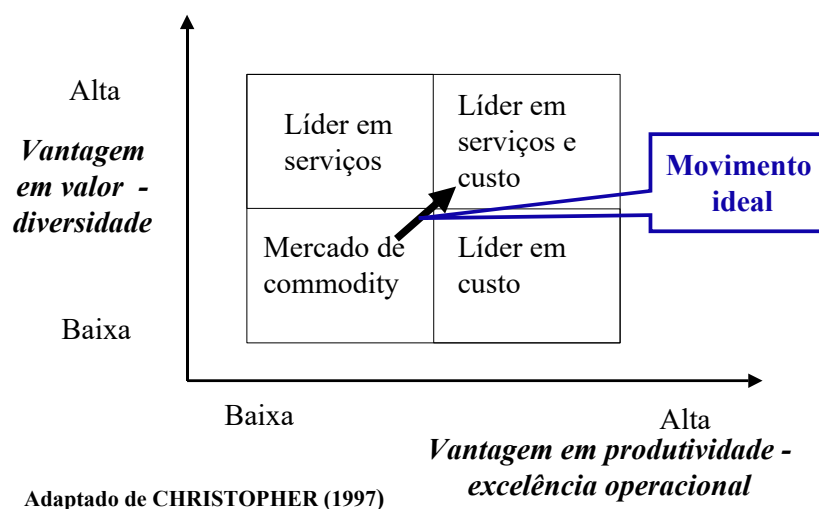 Alta
Vantagem
em valor -
diversidade
Baixa
Líder em
serviços
Líder em
serviços e
custo
Mercado de
commodity
Líder em
custo
Movimento
ideal
Baixa
Alta
Vantagem em produtividade -
excelência operacional
Adaptado de CHRISTOPHER (1997)